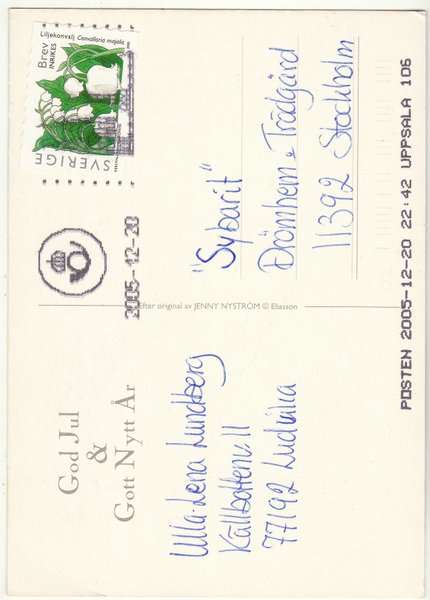 God Jul
&
Gott Nytt År
Ulla-Lena Lundberg
Källbottenv. 11
77192 Ludvika
Efter original av JENNY NYSTRÖM © Eliasson
Liljekonvalj Convallaria majalis
Brev
INRIKES
SVERIGE
2005-12-20
"Sybarit"
Drömhem & Trädgård
11392 Stockholm
POSTEN 2005-12-20 22:42 UPPSALA 106